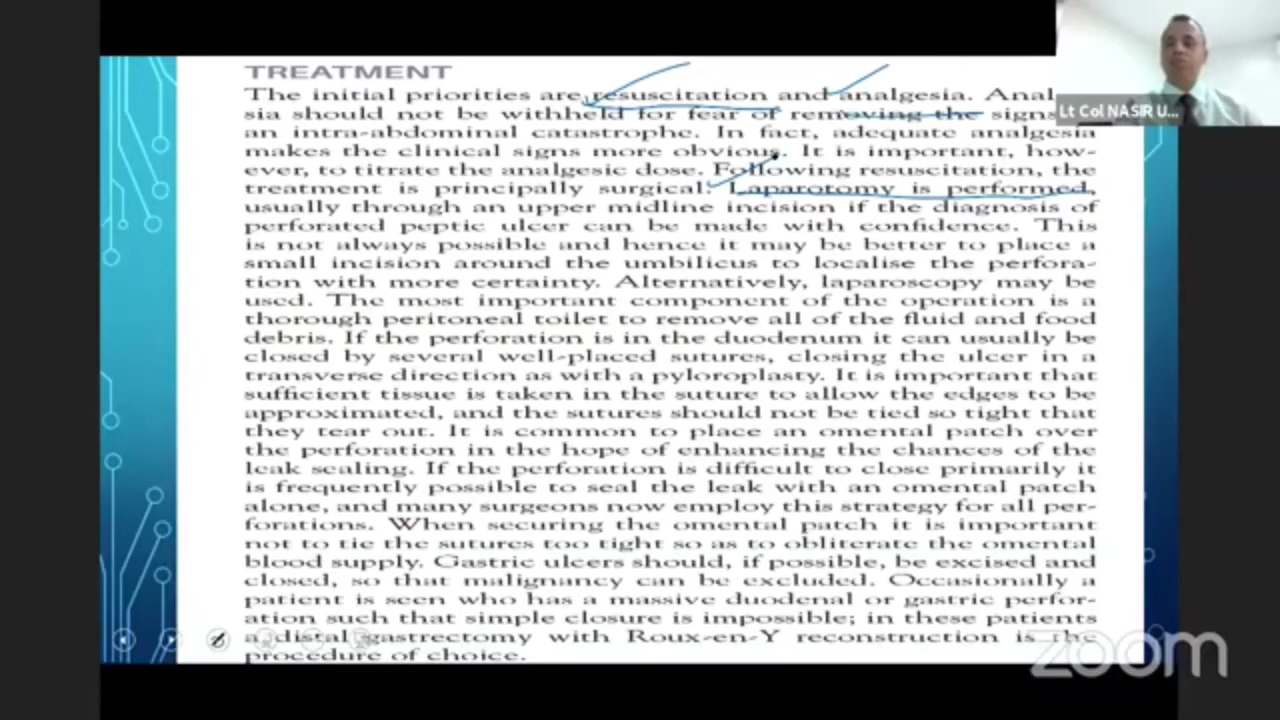 TREATMENT
The initial priorities are resuscitation and analgesia. Anal
sia should not be withheld for fear of removing the signs
an intra-abdominal catastrophe. In fact, adequate analgesia
makes the clinical signs more obvious. It is important, how-
ever, to titrate the analgesic dose. Following resuscitation, the
treatment is principally surgical. Laparotomy is performed,
usually through an upper midline incision if the diagnosis of
perforated peptic ulcer can be made with confidence. This
is not always possible and hence it may be better to place a
small incision around the umbilicus to localise the perfora-
tion with more certainty. Alternatively, laparoscopy may be
used. The most important component of the operation is a
thorough peritoneal toilet to remove all of the fluid and food
debris. If the perforation is in the duodenum it can usually be
closed by several well-placed sutures, closing the ulcer in a
transverse direction as with a pyloroplasty. It is important that
sufficient tissue is taken in the suture to allow the edges to be
approximated, and the sutures should not be tied so tight that
they tear out. It is common to place an omental patch over
the perforation in the hope of enhancing the chances of the
leak sealing. If the perforation is difficult to close primarily it
is frequently possible to seal the leak with an omental patch
alone, and many surgeons now employ this strategy for all per-
forations. When securing the omental patch it is important
not to tie the sutures too tight so as to obliterate the omental
blood supply. Gastric ulcers should, if possible, be excised and
closed, so that malignancy can be excluded. Occasionally a
patient is seen who has a massive duodenal or gastric perfor-
ation such that simple closure is impossible; in these patients
a distal gastrectomy with Roux-en-Y reconstruction is the
procedure of choice.
Lt Col NASIR U...
zoom